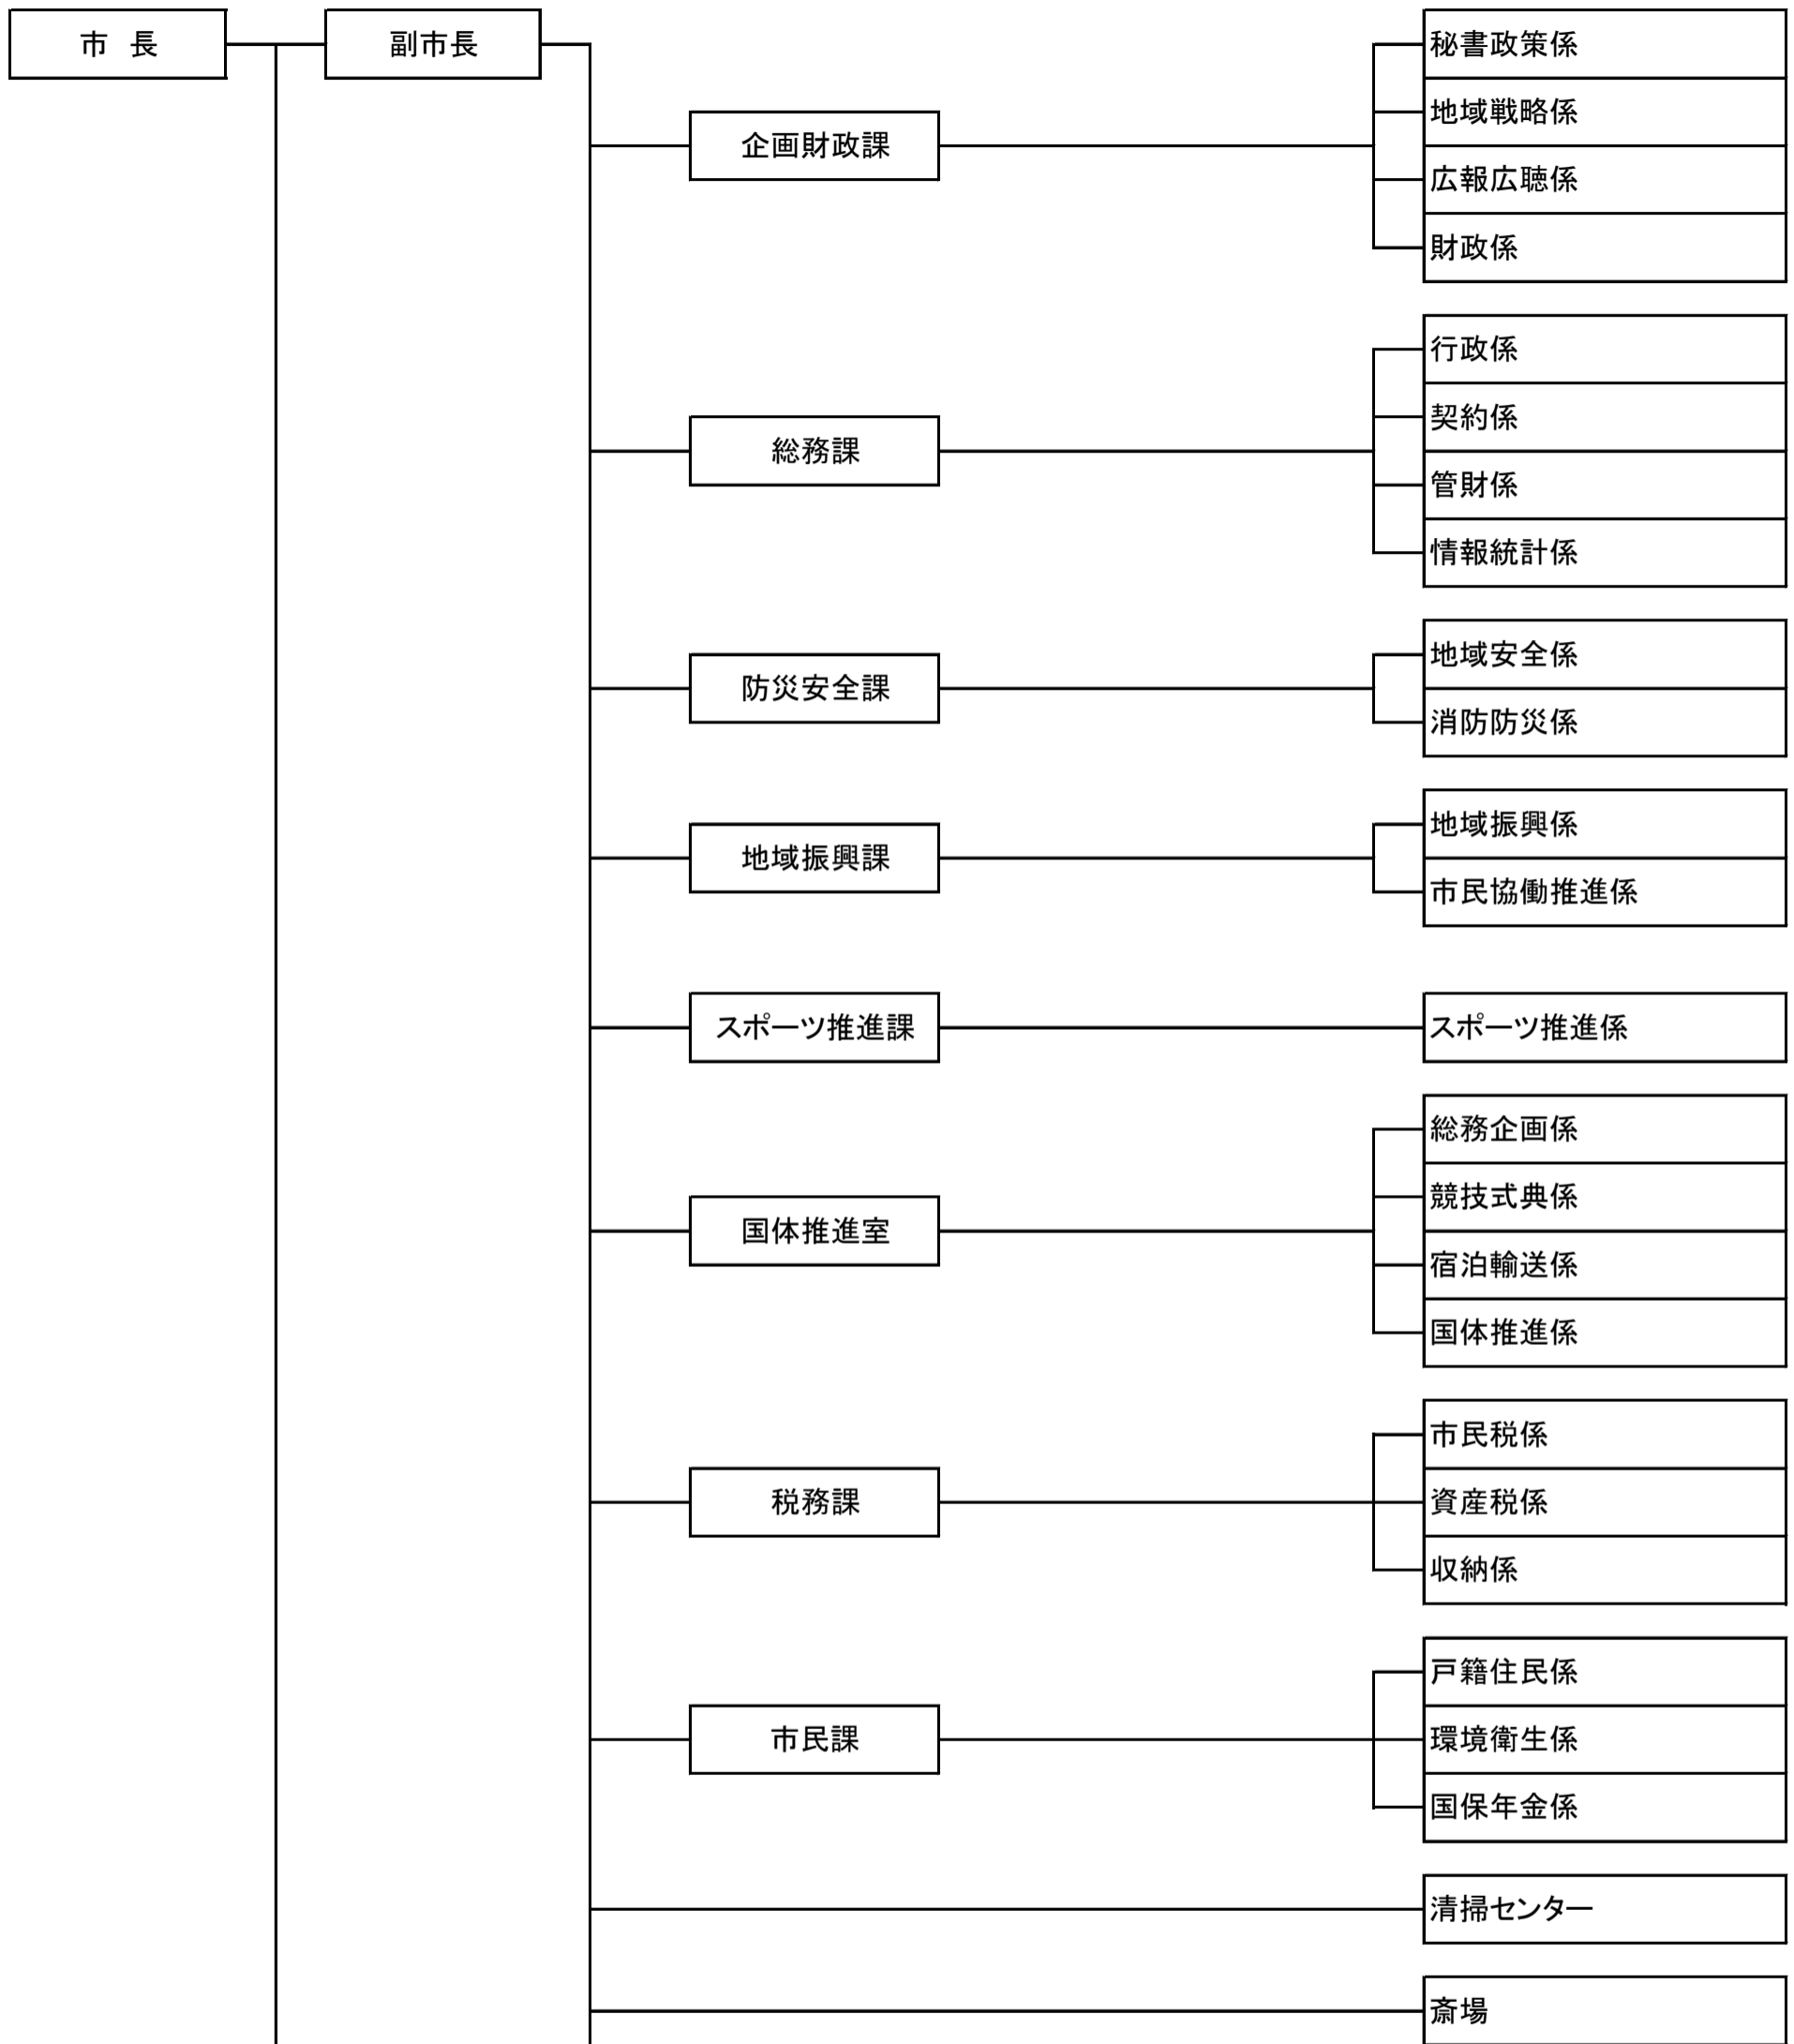 市　長
副市長
企画財政課
秘書政策係
地域戦略係
広報広聴係
財政係
総務課
行政係
契約係
管財係
情報統計係
防災安全課
地域安全係
消防防災係
地域振興課
地域振興係
市民協働推進係
スポーツ推進課
スポーツ推進係
国体推進室
総務企画係
競技式典係
宿泊輸送係
国体推進係
税務課
市民税係
資産税係
収納係
市民課
戸籍住民係
環境衛生係
国保年金係
清掃センター
斎場